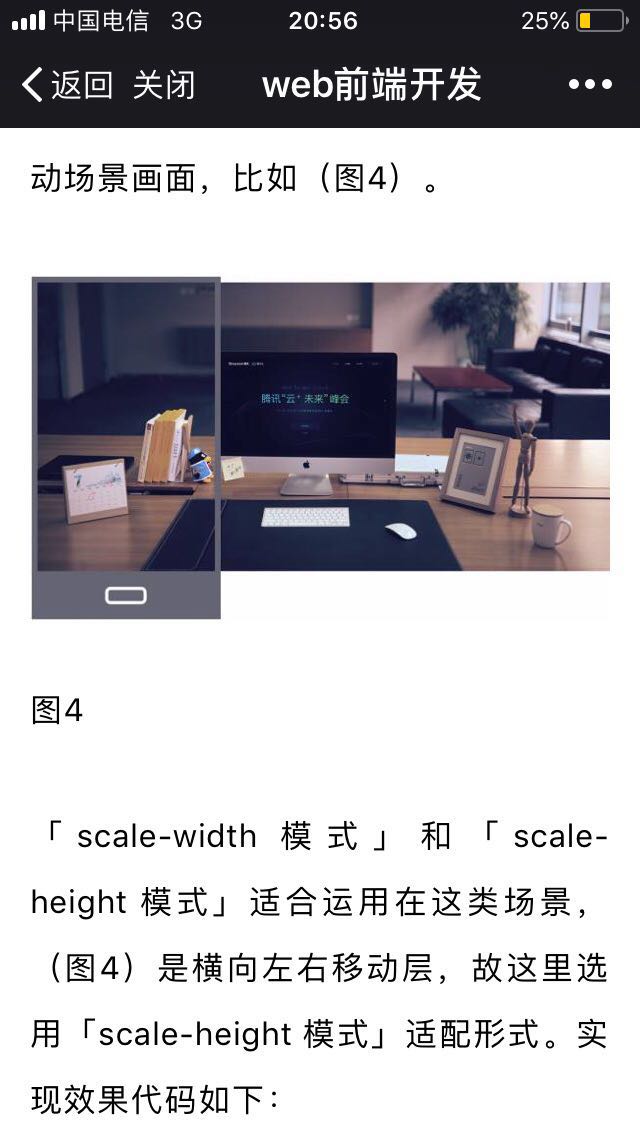 中国电信 3G 20:56 25%
返回 关闭 web前端开发
动场景画面，比如（图4）。
腾讯“云+未来”峰会
图4
「scale-width 模式」和「scale-
height 模式」适合运用在这类场景，
（图4）是横向左右移动层，故这里选
用「scale-height 模式」适配形式。实
现效果代码如下：